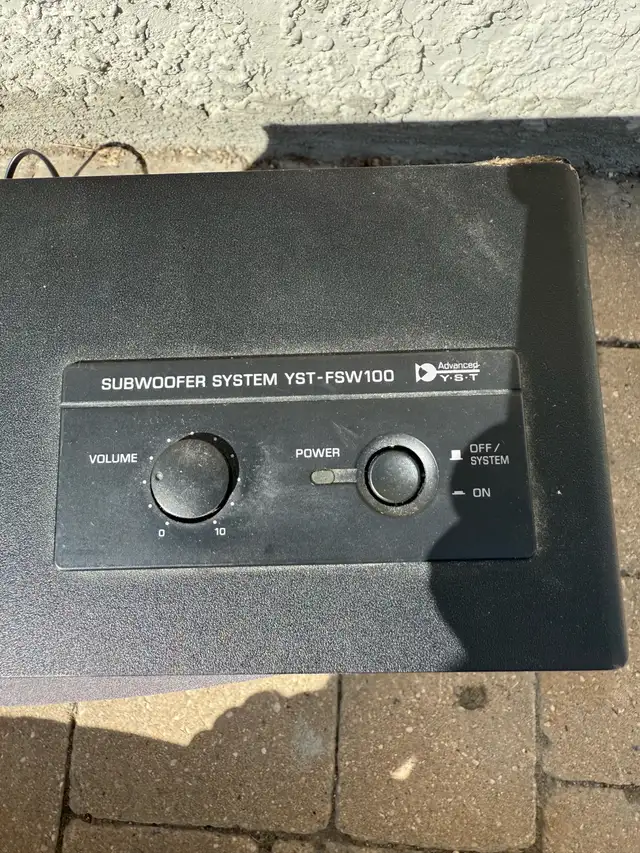 SUBWOOFER SYSTEM YST-FSW100
Advanced
Y·S·T
VOLUME
0 10
POWER
OFF/
SYSTEM
ON